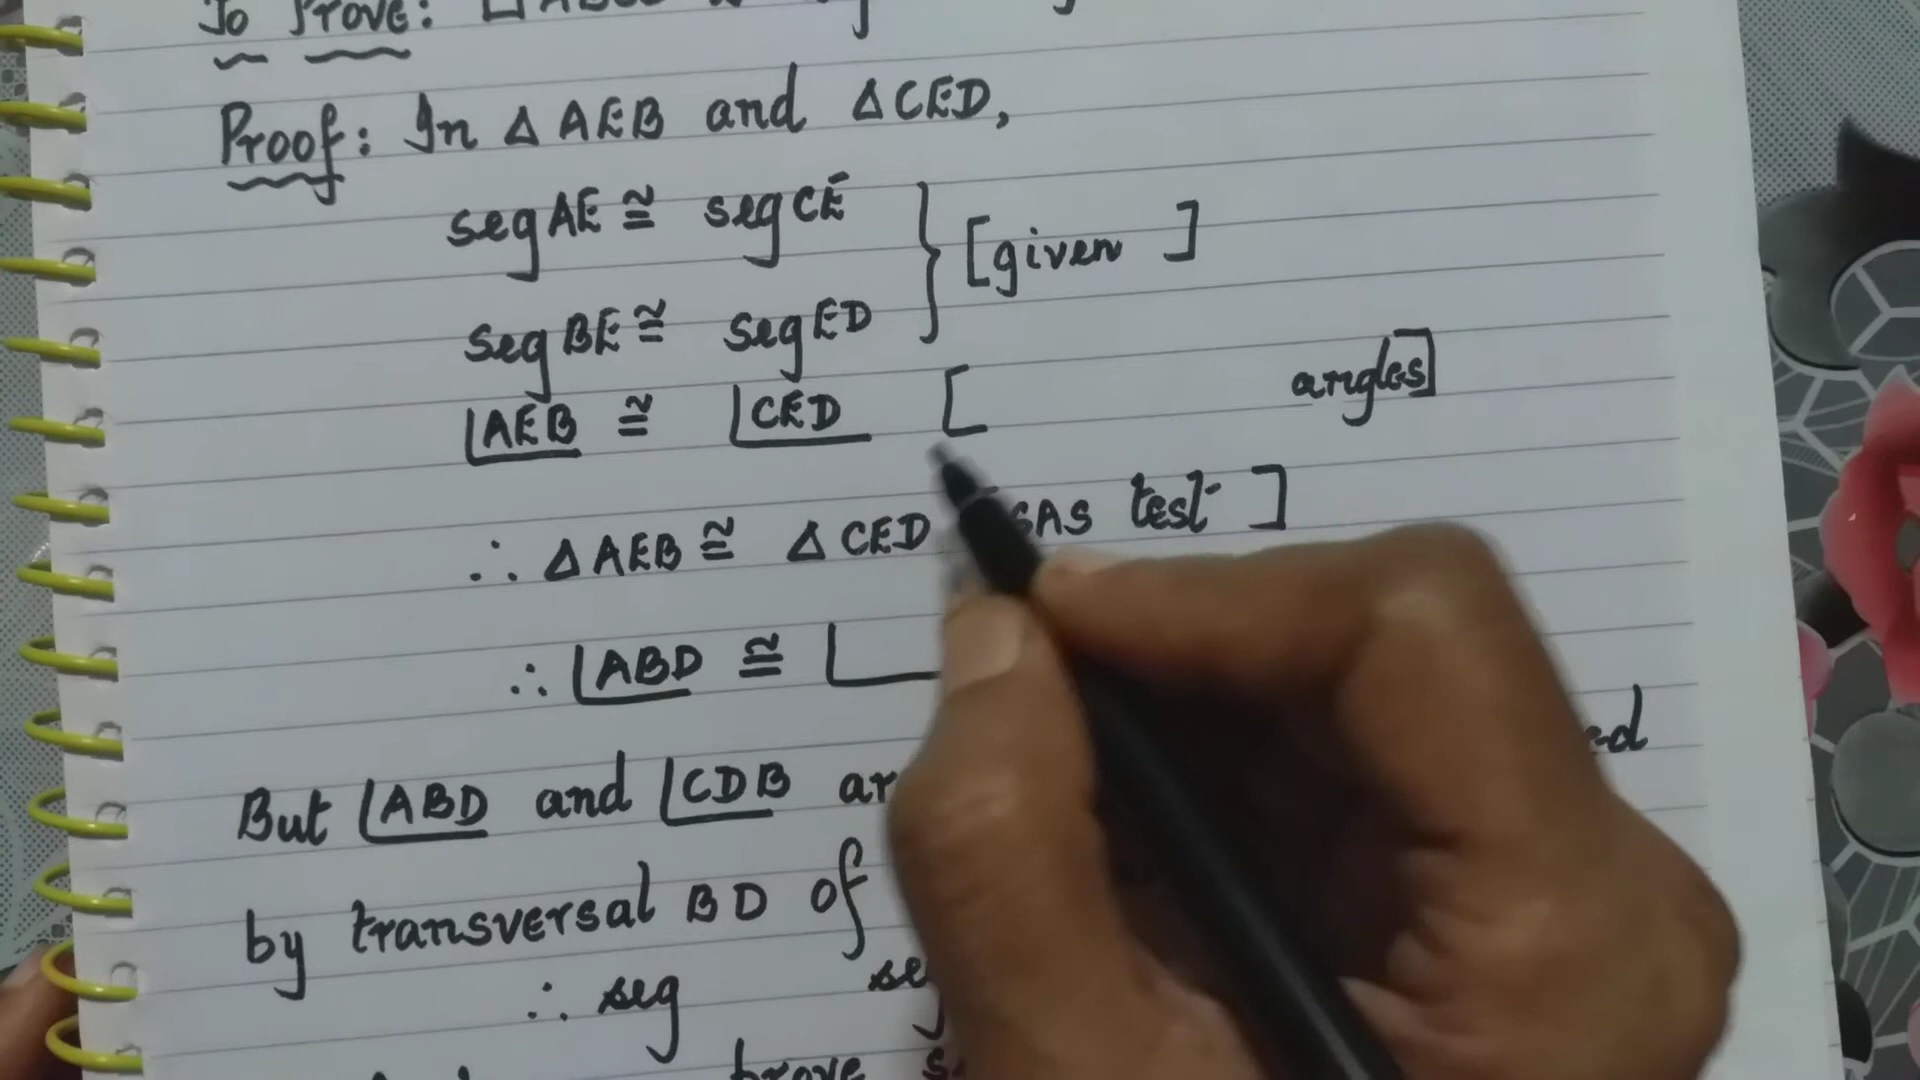 To Prove:
Proof: In Δ AEB and Δ CED,
seg AE ≅ seg CE
seg BE ≅ seg ED } [given ]
∠AEB ≅ ∠CED [ angles]
∴ Δ AEB ≅ Δ CED SAS test ]
∴ ∠ABD ≅ ∠
But ∠ABD and ∠CDB
by transversal BD of
∴ seg
prove